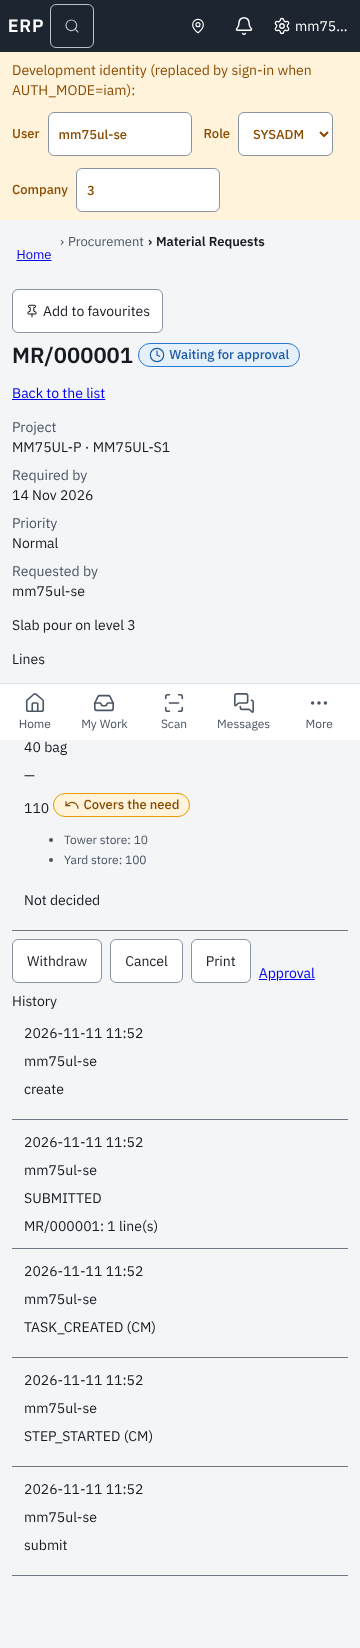 ERP
mm75...
Development identity (replaced by sign-in when
AUTH_MODE=iam):
User mm75ul-se Role SYSADM
Company 3
Home › Procurement › Material Requests
Add to favourites
MR/000001 Waiting for approval
Back to the list
Project
MM75UL-P · MM75UL-S1
Required by
14 Nov 2026
Priority
Normal
Requested by
mm75ul-se
Slab pour on level 3
Lines
Home My Work Scan Messages More
40 bag
—
110 Covers the need
• Tower store: 10
• Yard store: 100
Not decided
Withdraw Cancel Print Approval
History
2026-11-11 11:52
mm75ul-se
create
2026-11-11 11:52
mm75ul-se
SUBMITTED
MR/000001: 1 line(s)
2026-11-11 11:52
mm75ul-se
TASK_CREATED (CM)
2026-11-11 11:52
mm75ul-se
STEP_STARTED (CM)
2026-11-11 11:52
mm75ul-se
submit